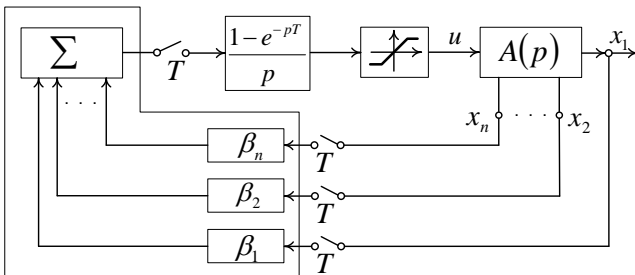 Σ
T
1-e^{-pT}
p
u
A(p)
x_1
. . .
x_n . . . x_2
β_n
T
β_2
T
β_1
T